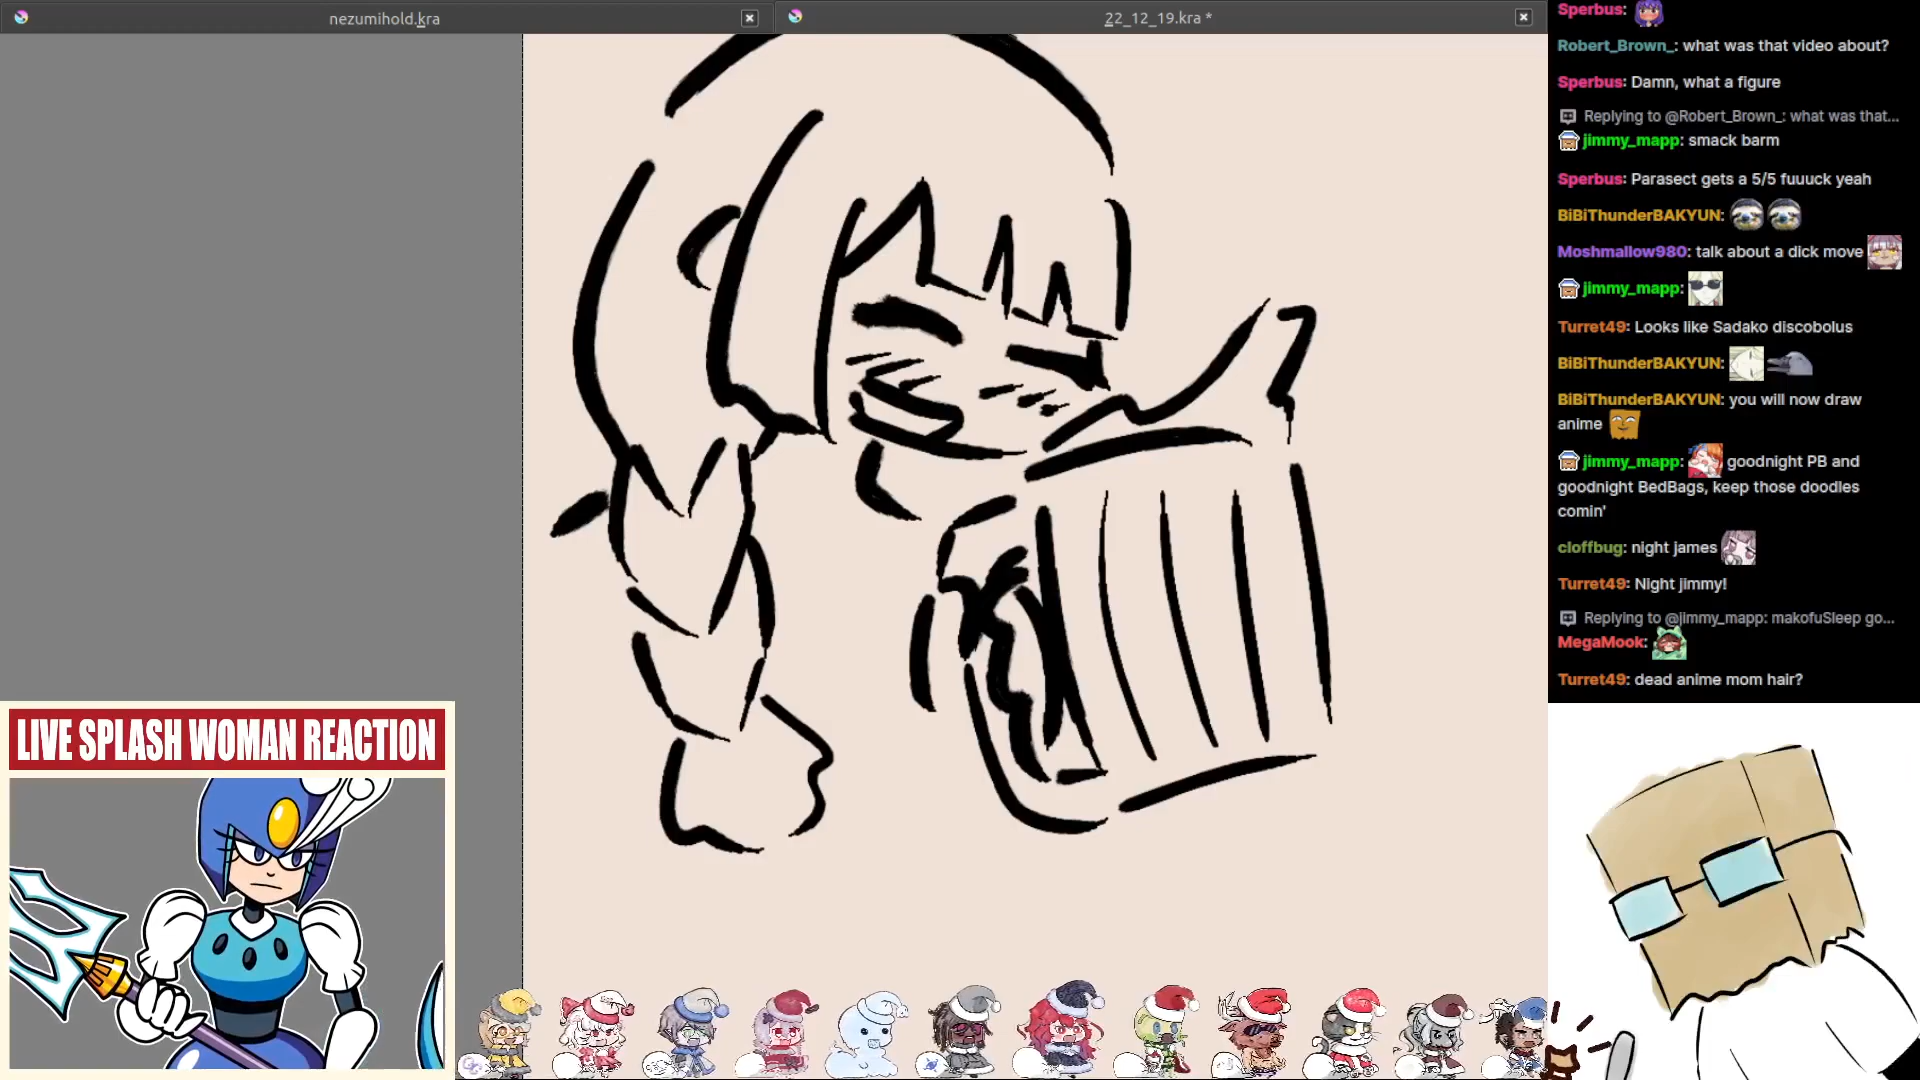 nezumihold.kra
22_12_19.kra *
Sperbus:
Robert_Brown_: what was that video about?
Sperbus: Damn, what a figure
Replying to @Robert_Brown_: what was that...
jimmy_mapp: smack barm
Sperbus: Parasect gets a 5/5 fuuuck yeah
BiBiThunderBAKYUN:
Moshmallow980: talk about a dick move
jimmy_mapp:
Turret49: Looks like Sadako discobolus
BiBiThunderBAKYUN:
BiBiThunderBAKYUN: you will now draw
anime
jimmy_mapp: goodnight PB and
goodnight BedBags, keep those doodles
comin'
cloffbug: night james
Turret49: Night jimmy!
Replying to @jimmy_mapp: makofuSleep go...
MegaMook:
Turret49: dead anime mom hair?
LIVE SPLASH WOMAN REACTION